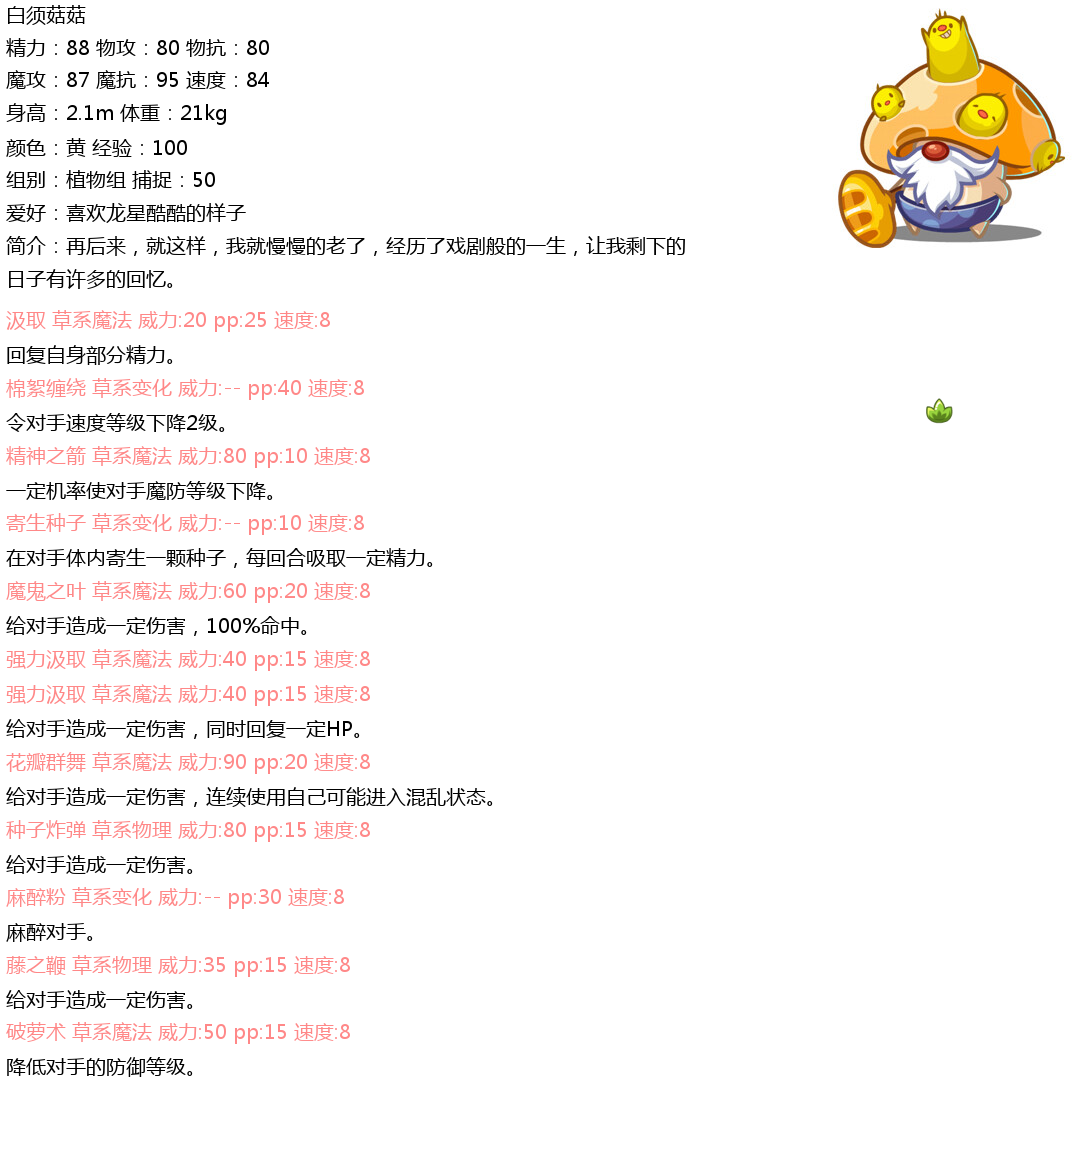 白须菇菇
精力：88 物攻：80 物抗：80
魔攻：87 魔抗：95 速度：84
身高：2.1m 体重：21kg
颜色：黄 经验：100
组别：植物组 捕捉：50
爱好：喜欢龙星酷酷的样子
简介：再后来，就这样，我就慢慢的老了，经历了戏剧般的一生，让我剩下的
日子有许多的回忆。
汲取 草系魔法 威力:20 pp:25 速度:8
回复自身部分精力。
棉絮缠绕 草系变化 威力:-- pp:40 速度:8
令对手速度等级下降2级。
精神之箭 草系魔法 威力:80 pp:10 速度:8
一定机率使对手魔防等级下降。
寄生种子 草系变化 威力:-- pp:10 速度:8
在对手体内寄生一颗种子，每回合吸取一定精力。
魔鬼之叶 草系魔法 威力:60 pp:20 速度:8
给对手造成一定伤害，100%命中。
强力汲取 草系魔法 威力:40 pp:15 速度:8
强力汲取 草系魔法 威力:40 pp:15 速度:8
给对手造成一定伤害，同时回复一定HP。
花瓣群舞 草系魔法 威力:90 pp:20 速度:8
给对手造成一定伤害，连续使用自己可能进入混乱状态。
种子炸弹 草系物理 威力:80 pp:15 速度:8
给对手造成一定伤害。
麻醉粉 草系变化 威力:-- pp:30 速度:8
麻醉对手。
藤之鞭 草系物理 威力:35 pp:15 速度:8
给对手造成一定伤害。
破萝术 草系魔法 威力:50 pp:15 速度:8
降低对手的防御等级。